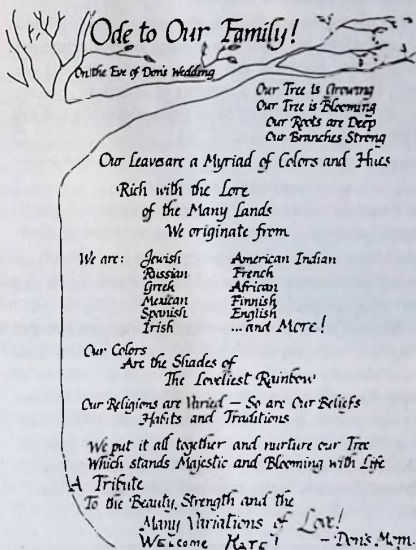 Ode to Our Family!
On the Eve of Dori's Wedding
Our Tree is Growing
Our Tree is Blooming
Our Roots are Deep
Our Branches Strong
Our Leaves are a Myriad of Colors and Hues
Rich with the Lore
of the Many Lands
We originate from
We are: Jewish American Indian
Russian French
Greek African
Mexican Finnish
Spanish English
Irish ...and More!
Our Colors
Are the Shades of
The Loveliest Rainbow
Our Religions are Varied – So are Our Beliefs
Habits and Traditions
We put it all together and nurture our Tree
Which stands Majestic and Blooming with Life
A Tribute
To the Beauty, Strength and the
Many Variations of Love!
Welcome Marc! – Dori's Mom